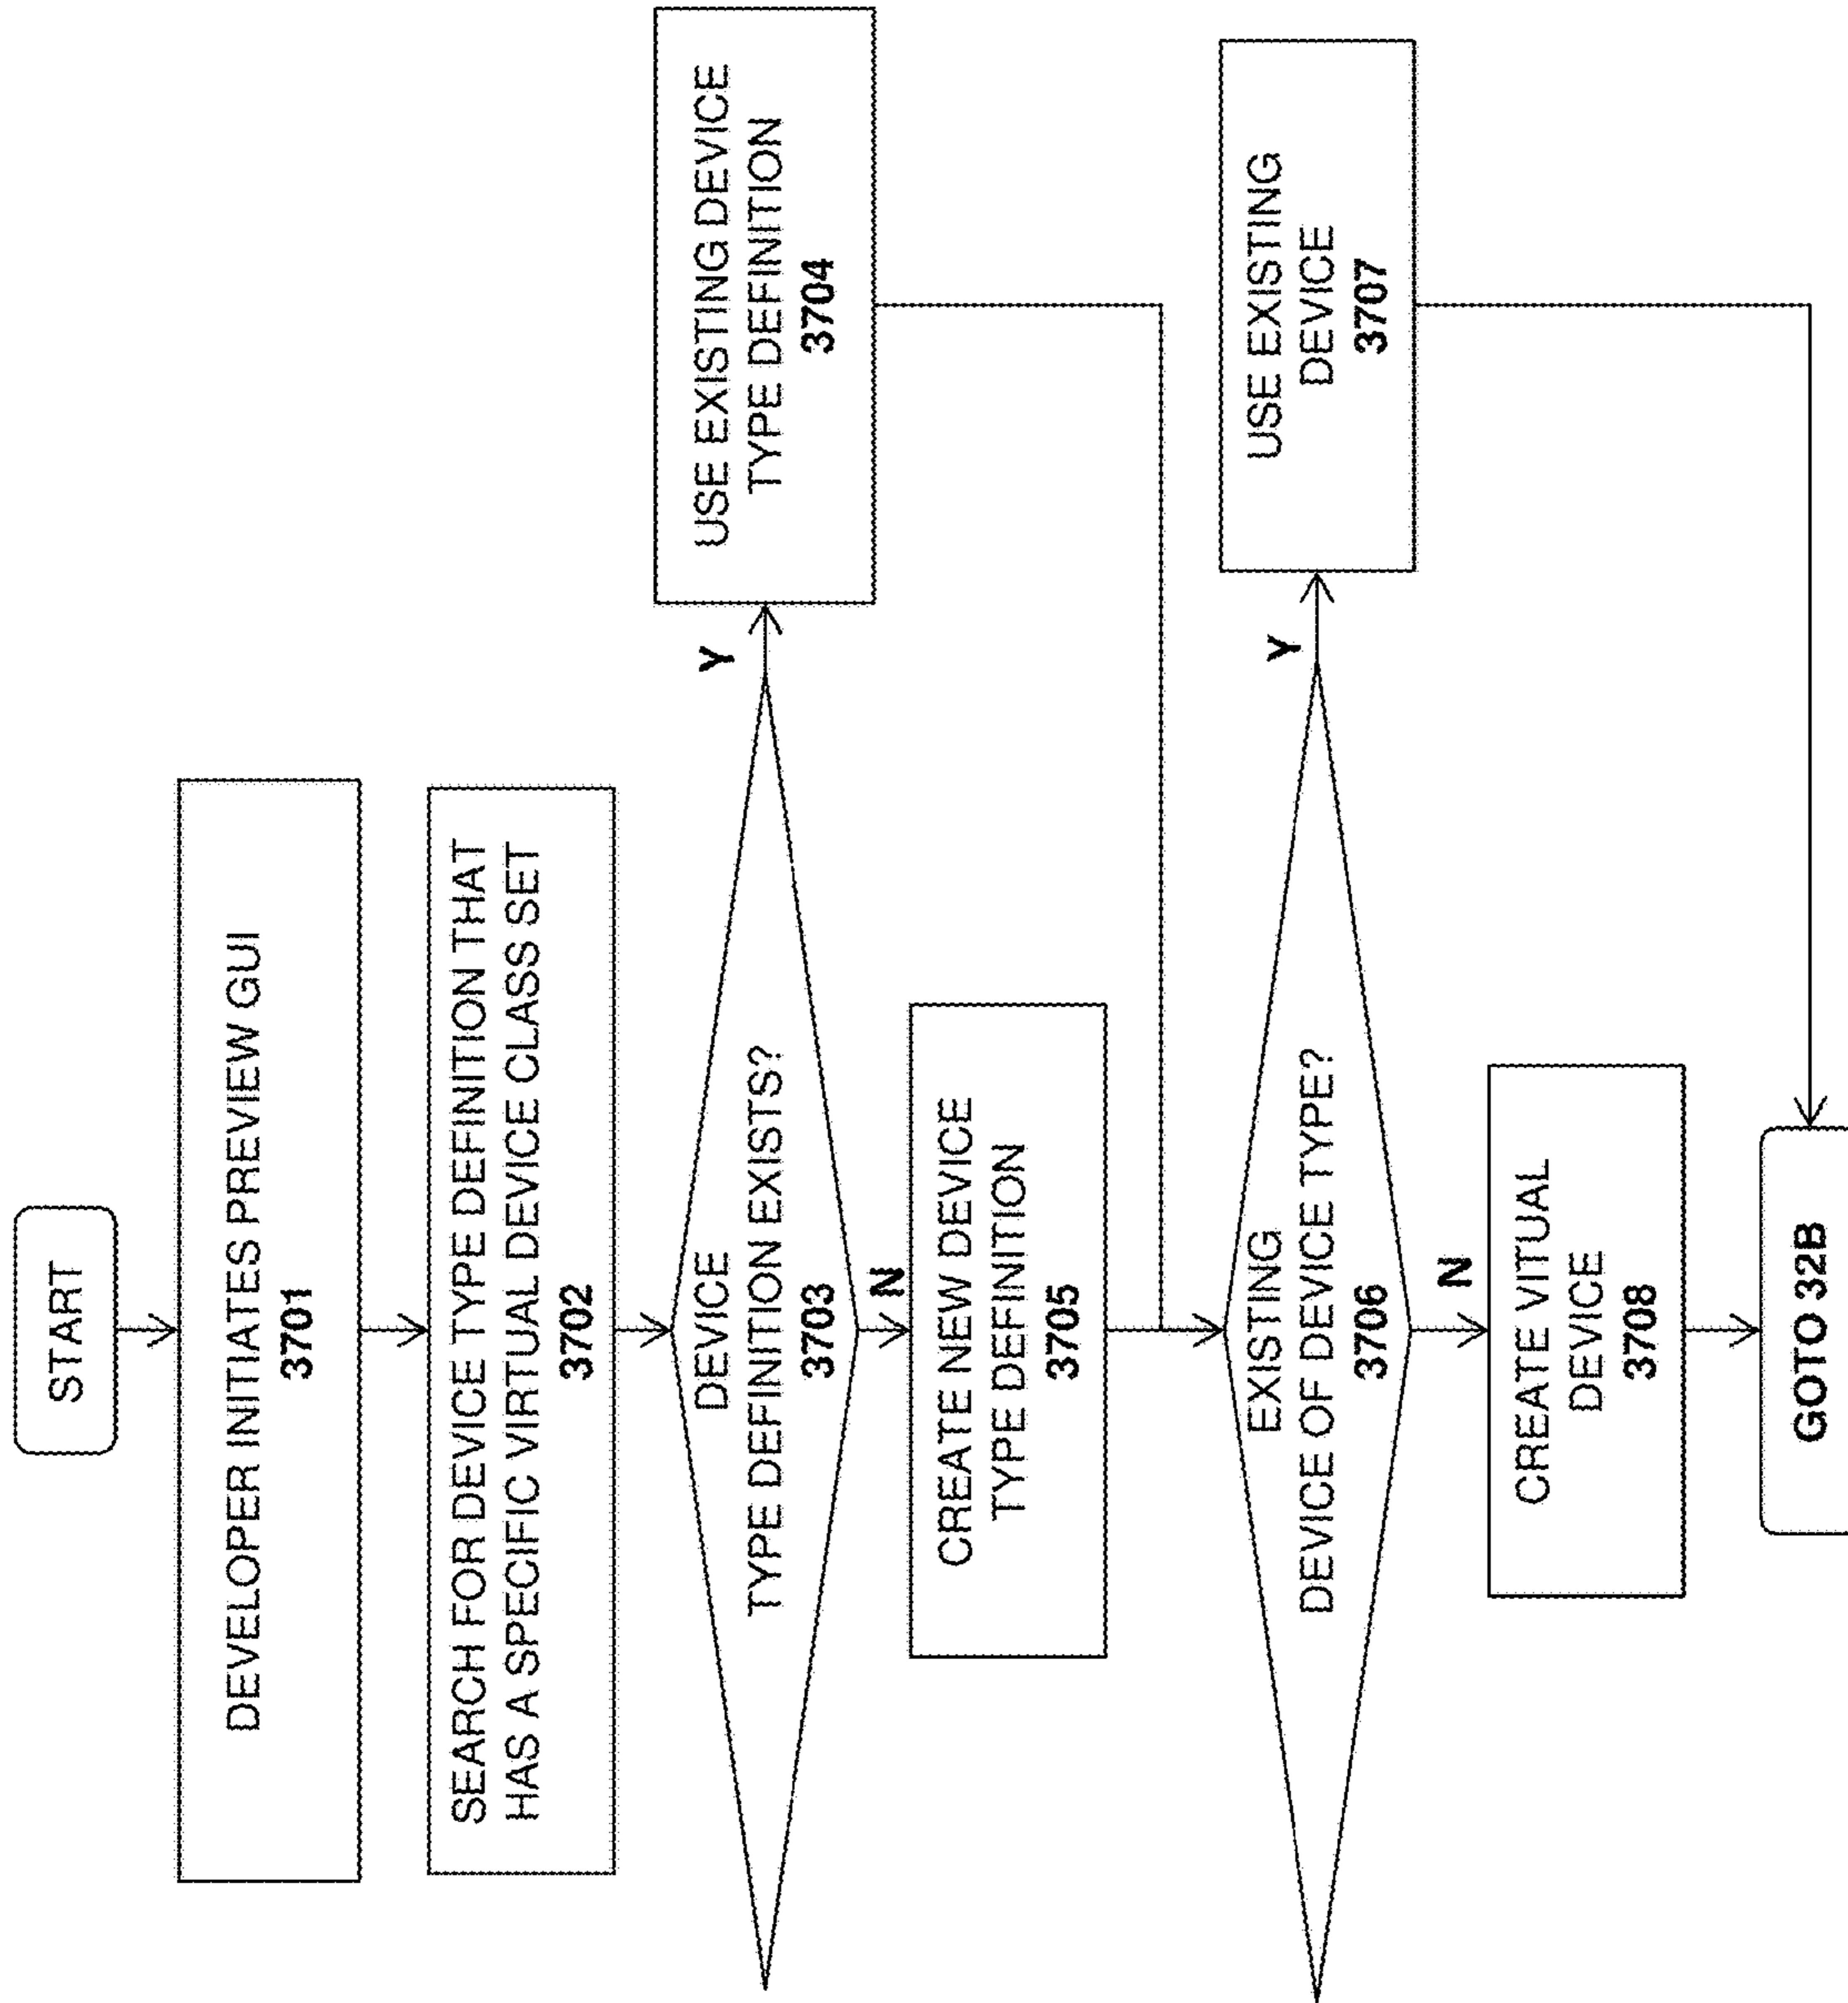 START
DEVELOPER INITIATES PREVIEW GUI
3701
SEARCH FOR DEVICE TYPE DEFINITION THAT
HAS A SPECIFIC VIRTUAL DEVICE CLASS SET
3702
DEVICE
TYPE DEFINITION EXISTS?
3703
Y
USE EXISTING DEVICE
TYPE DEFINITION
3704
N
CREATE NEW DEVICE
TYPE DEFINITION
3705
EXISTING
DEVICE OF DEVICE TYPE?
3706
Y
USE EXISTING
DEVICE
3707
N
CREATE VITUAL
DEVICE
3708
GOTO 32B